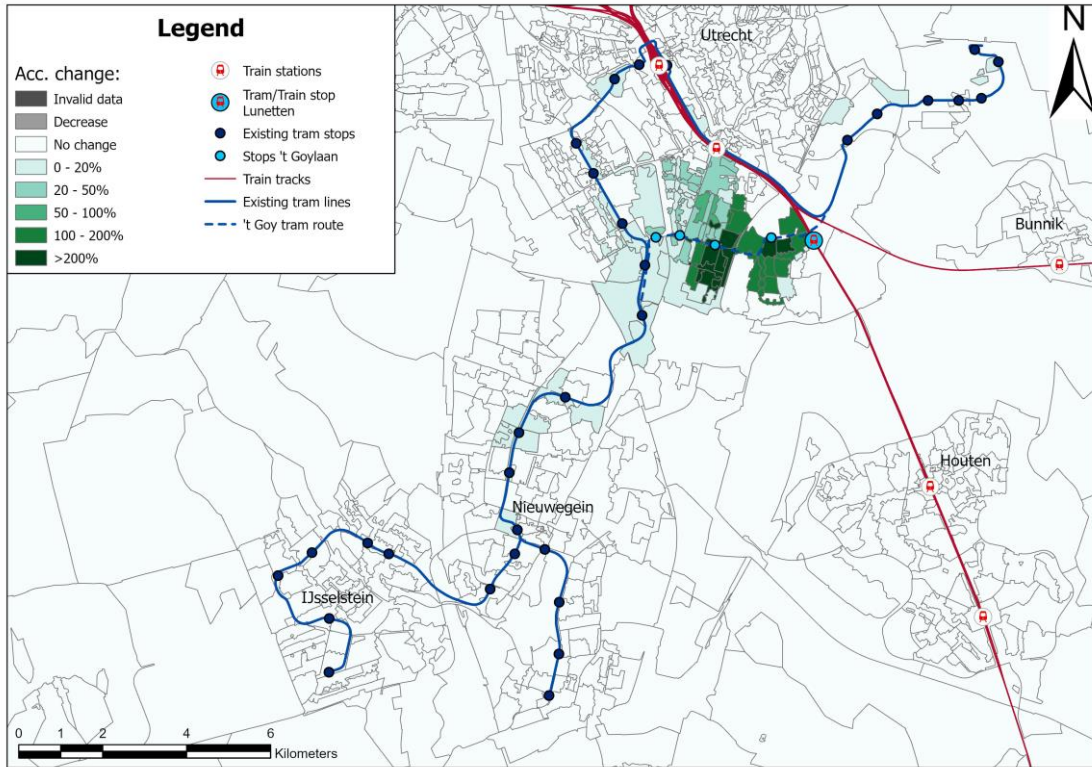 Legend
Acc. change:
Invalid data
Decrease
No change
0 - 20%
20 - 50%
50 - 100%
100 - 200%
>200%
Train stations
Tram/Train stop
Lunetten
Existing tram stops
Stops 't Goylaan
Train tracks
Existing tram lines
't Goy tram route
Utrecht
N
Bunnik
Houten
Nieuwegein
IJsselstein
0 1 2 4 6
Kilometers